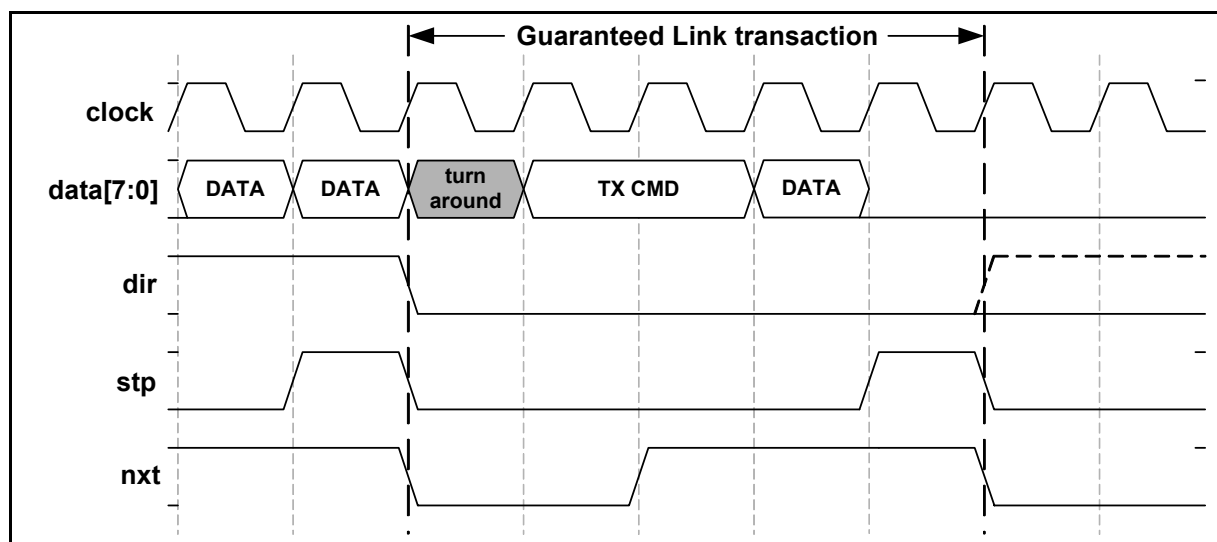 Guaranteed Link transaction
clock
data[7:0]
DATA
DATA
turn
around
TX CMD
DATA
dir
stp
nxt